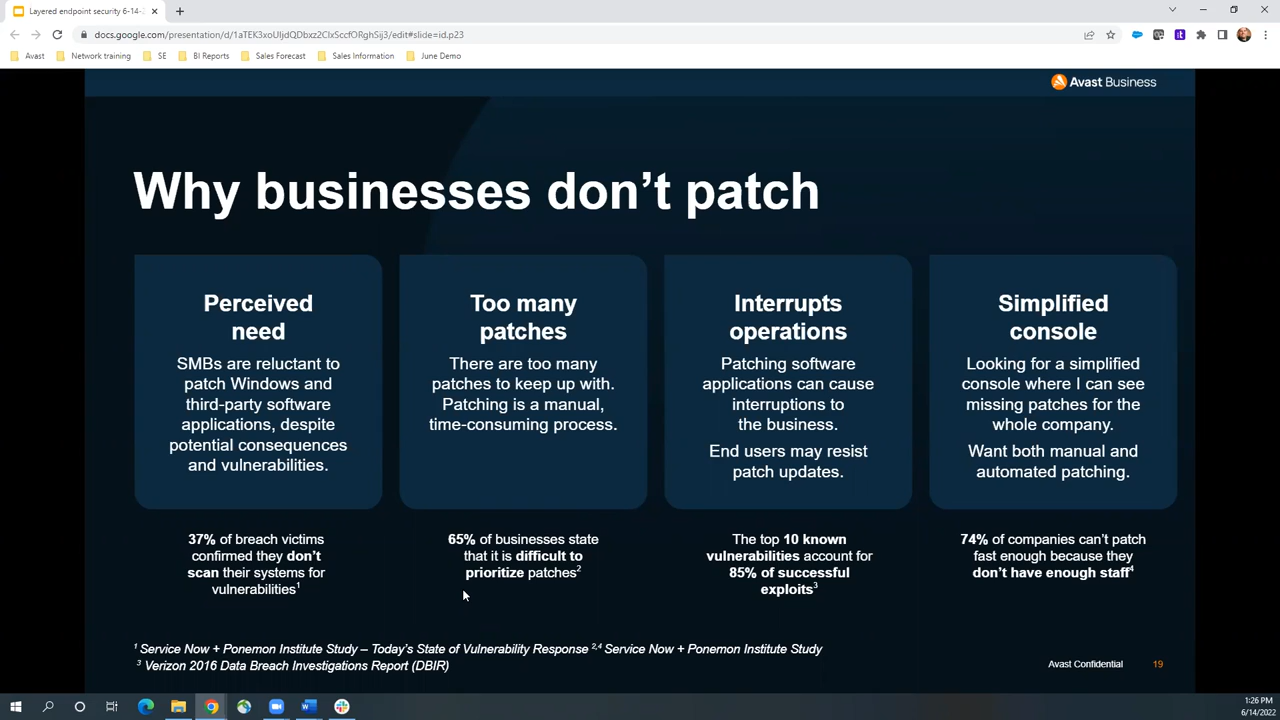 Layered endpoint security 6-14-2
docs.google.com/presentation/d/1aTEK3xoUljdQDbxz2ClxSccfORghSij3/edit#slide=id.p23
Avast
Network training
SE
BI Reports
Sales Forecast
Sales Information
June Demo
Avast Business
Why businesses don't patch
Perceived
need
SMBs are reluctant to
patch Windows and
third-party software
applications, despite
potential consequences
and vulnerabilities.
37% of breach victims
confirmed they don't
scan their systems for
vulnerabilities¹
Too many
patches
There are too many
patches to keep up with.
Patching is a manual,
time-consuming process.
65% of businesses state
that it is difficult to
prioritize patches²
Interrupts
operations
Patching software
applications can cause
interruptions to
the business.
End users may resist
patch updates.
The top 10 known
vulnerabilities account for
85% of successful
exploits³
Simplified
console
Looking for a simplified
console where I can see
missing patches for the
whole company.
Want both manual and
automated patching.
74% of companies can't patch
fast enough because they
don't have enough staff⁴
¹ Service Now + Ponemon Institute Study – Today's State of Vulnerability Response ²,⁴ Service Now + Ponemon Institute Study
³ Verizon 2016 Data Breach Investigations Report (DBIR)
Avast Confidential
19
1:26 PM
6/14/2022